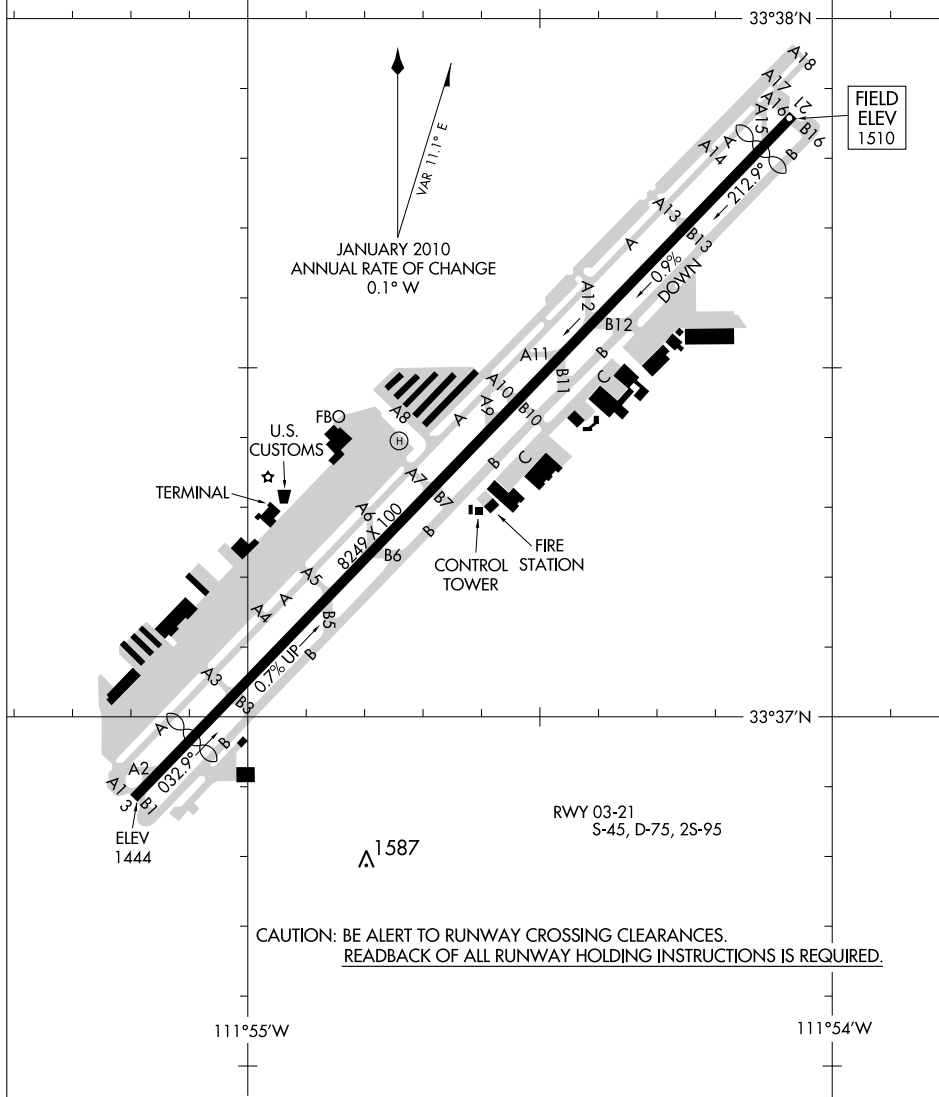 33°38'N
A18
A17
A16
21
A15
B16
FIELD
ELEV
1510
A
B
A14
212.9°
VAR 11.1° E
A13
B13
A
JANUARY 2010
ANNUAL RATE OF CHANGE
0.1° W
0.9%
DOWN
A12
B12
A11
B
B11
C
A10
A9
B10
A8
A
FBO
H
U.S.
CUSTOMS
B
C
A7
B7
TERMINAL
A6
8249 X 100
B
B6
CONTROL
TOWER
FIRE
STATION
A5
A
A4
B5
B
0.7% UP
A3
B3
33°37'N
A
B
032.9°
A2
A1
3
B1
ELEV
1444
RWY 03-21
S-45, D-75, 2S-95
1587
CAUTION: BE ALERT TO RUNWAY CROSSING CLEARANCES.
READBACK OF ALL RUNWAY HOLDING INSTRUCTIONS IS REQUIRED.
111°55'W
111°54'W